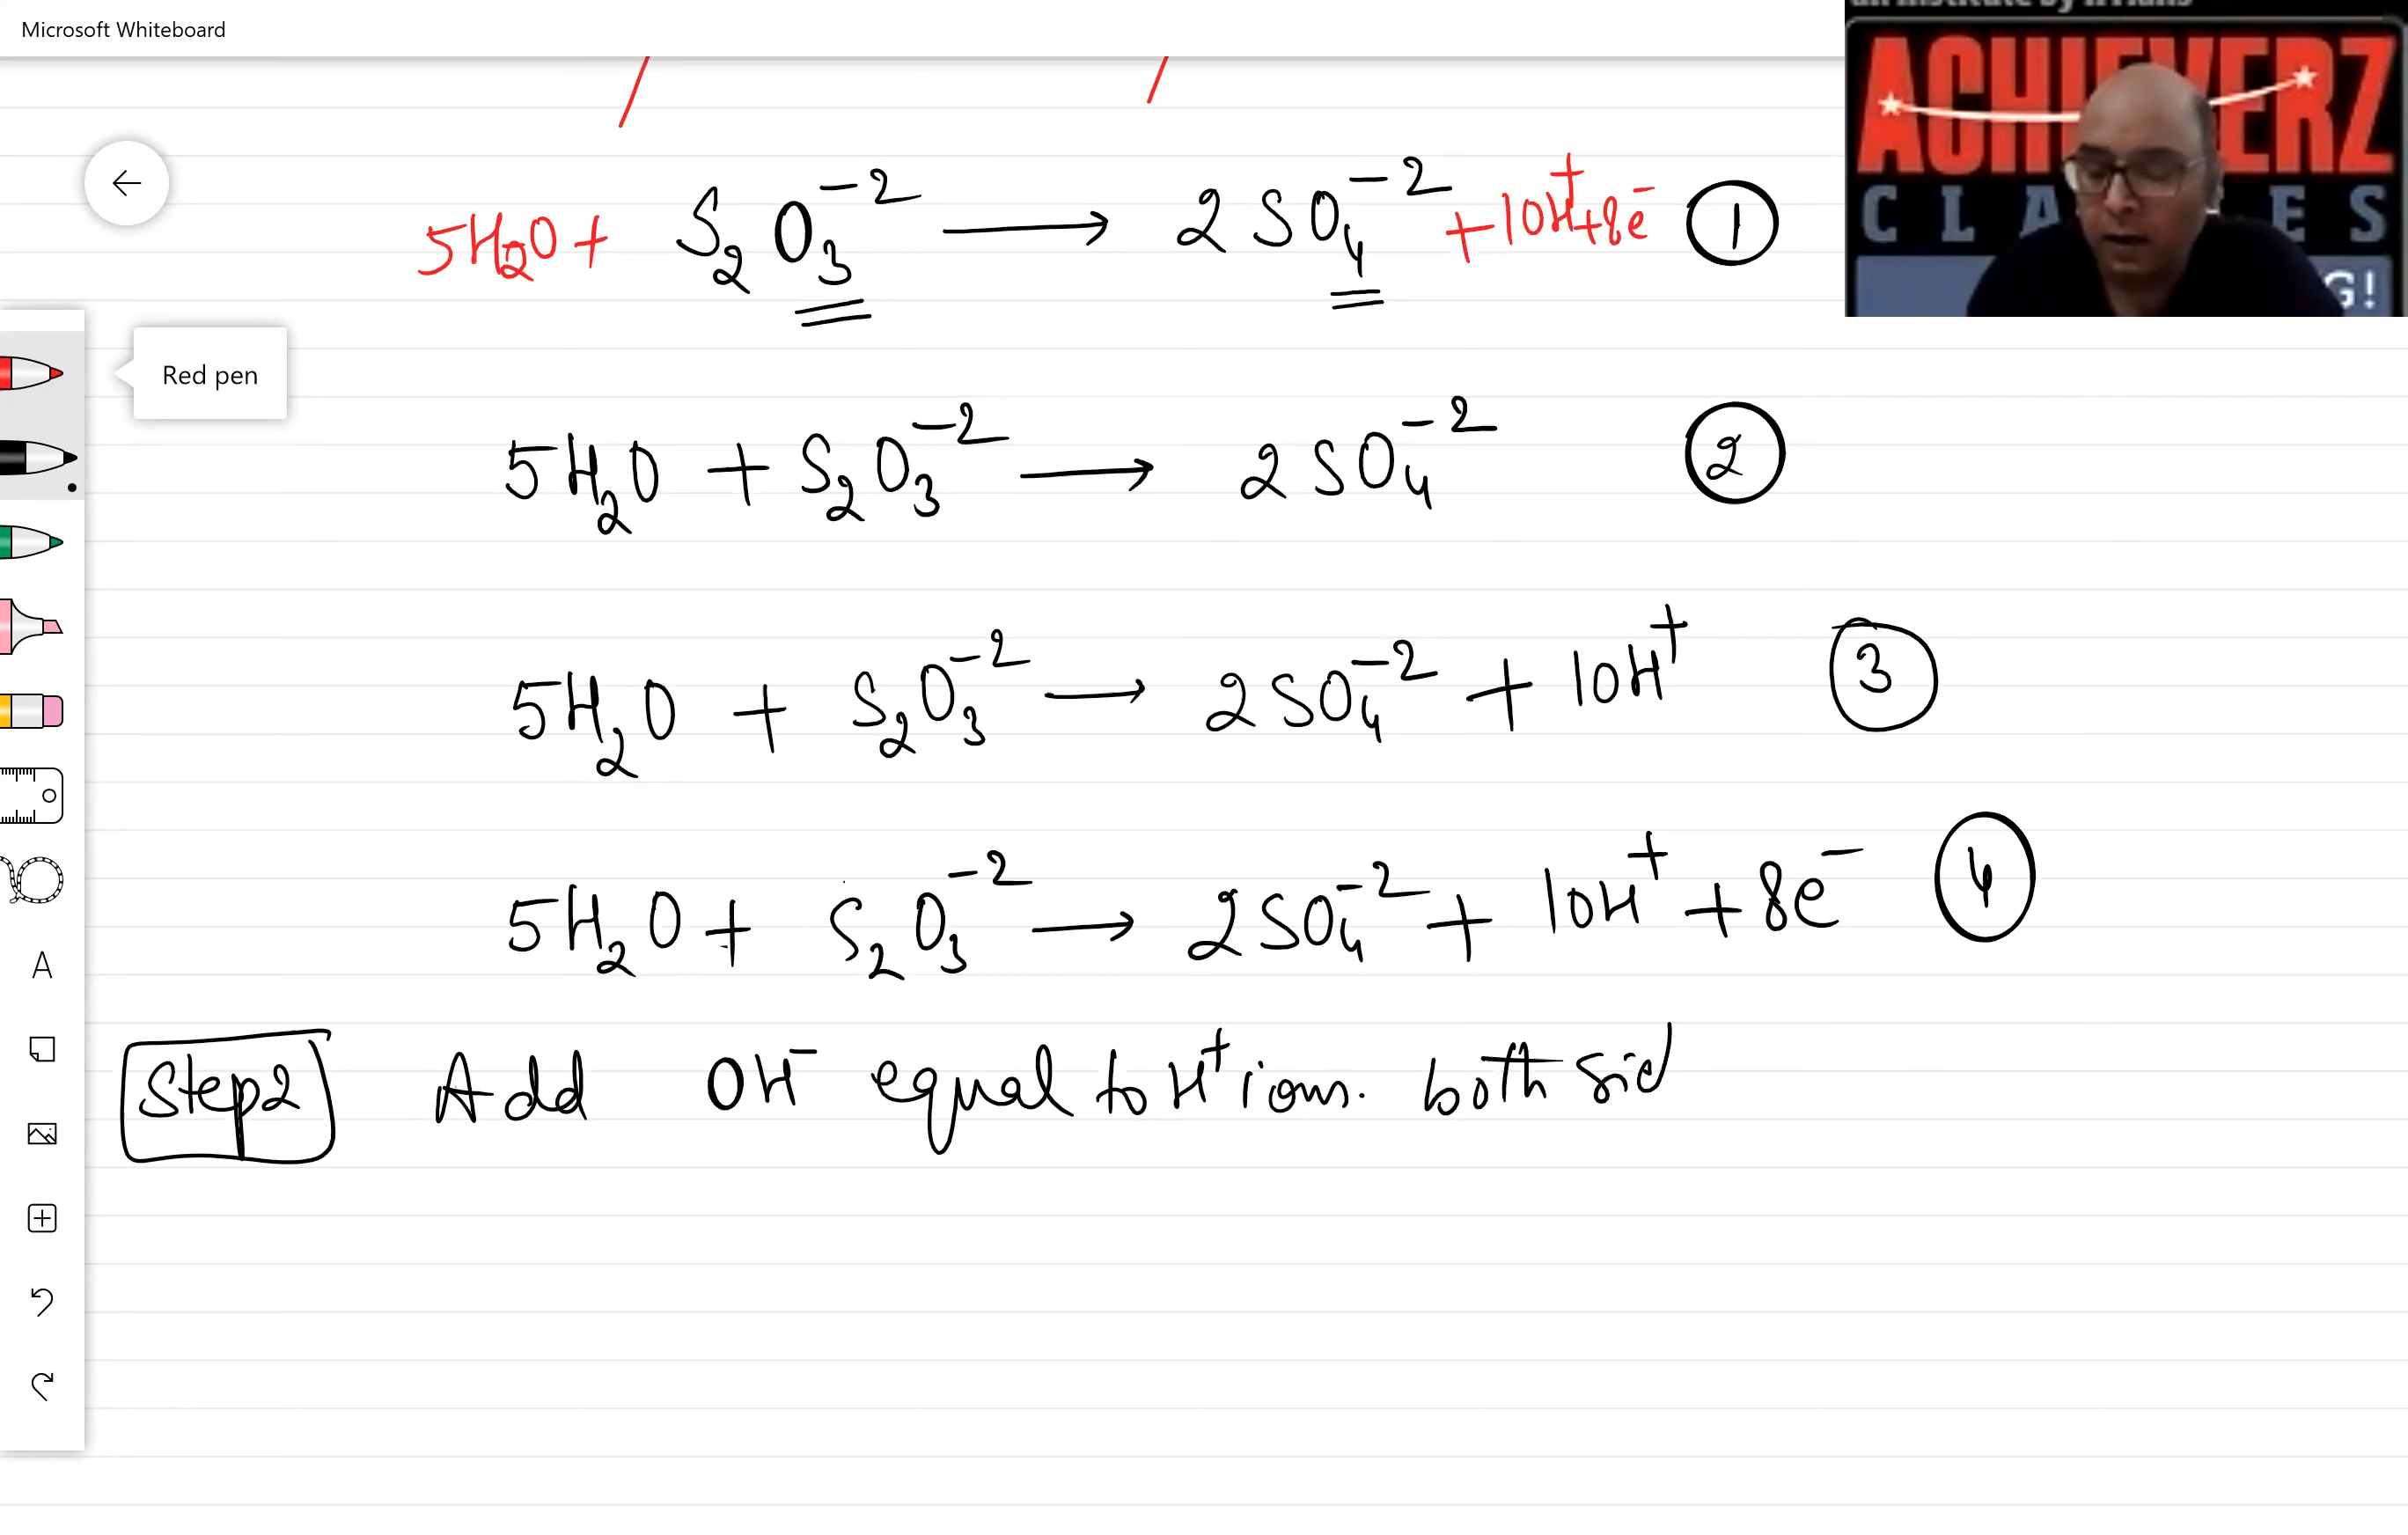 Microsoft Whiteboard
ACHIEVERZ
5H₂O + S₂O₃⁻² ⟶ 2SO₄⁻² + 10H⁺ + 8e⁻ ①
G!
Red pen
5H₂O + S₂O₃⁻² ⟶ 2SO₄⁻² ②
5H₂O + S₂O₃⁻² ⟶ 2SO₄⁻² + 10H⁺ ③
5H₂O + S₂O₃⁻² ⟶ 2SO₄⁻² + 10H⁺ + 8e⁻ ④
A
Step2 Add OH⁻ equal to H⁺ ions. both sid